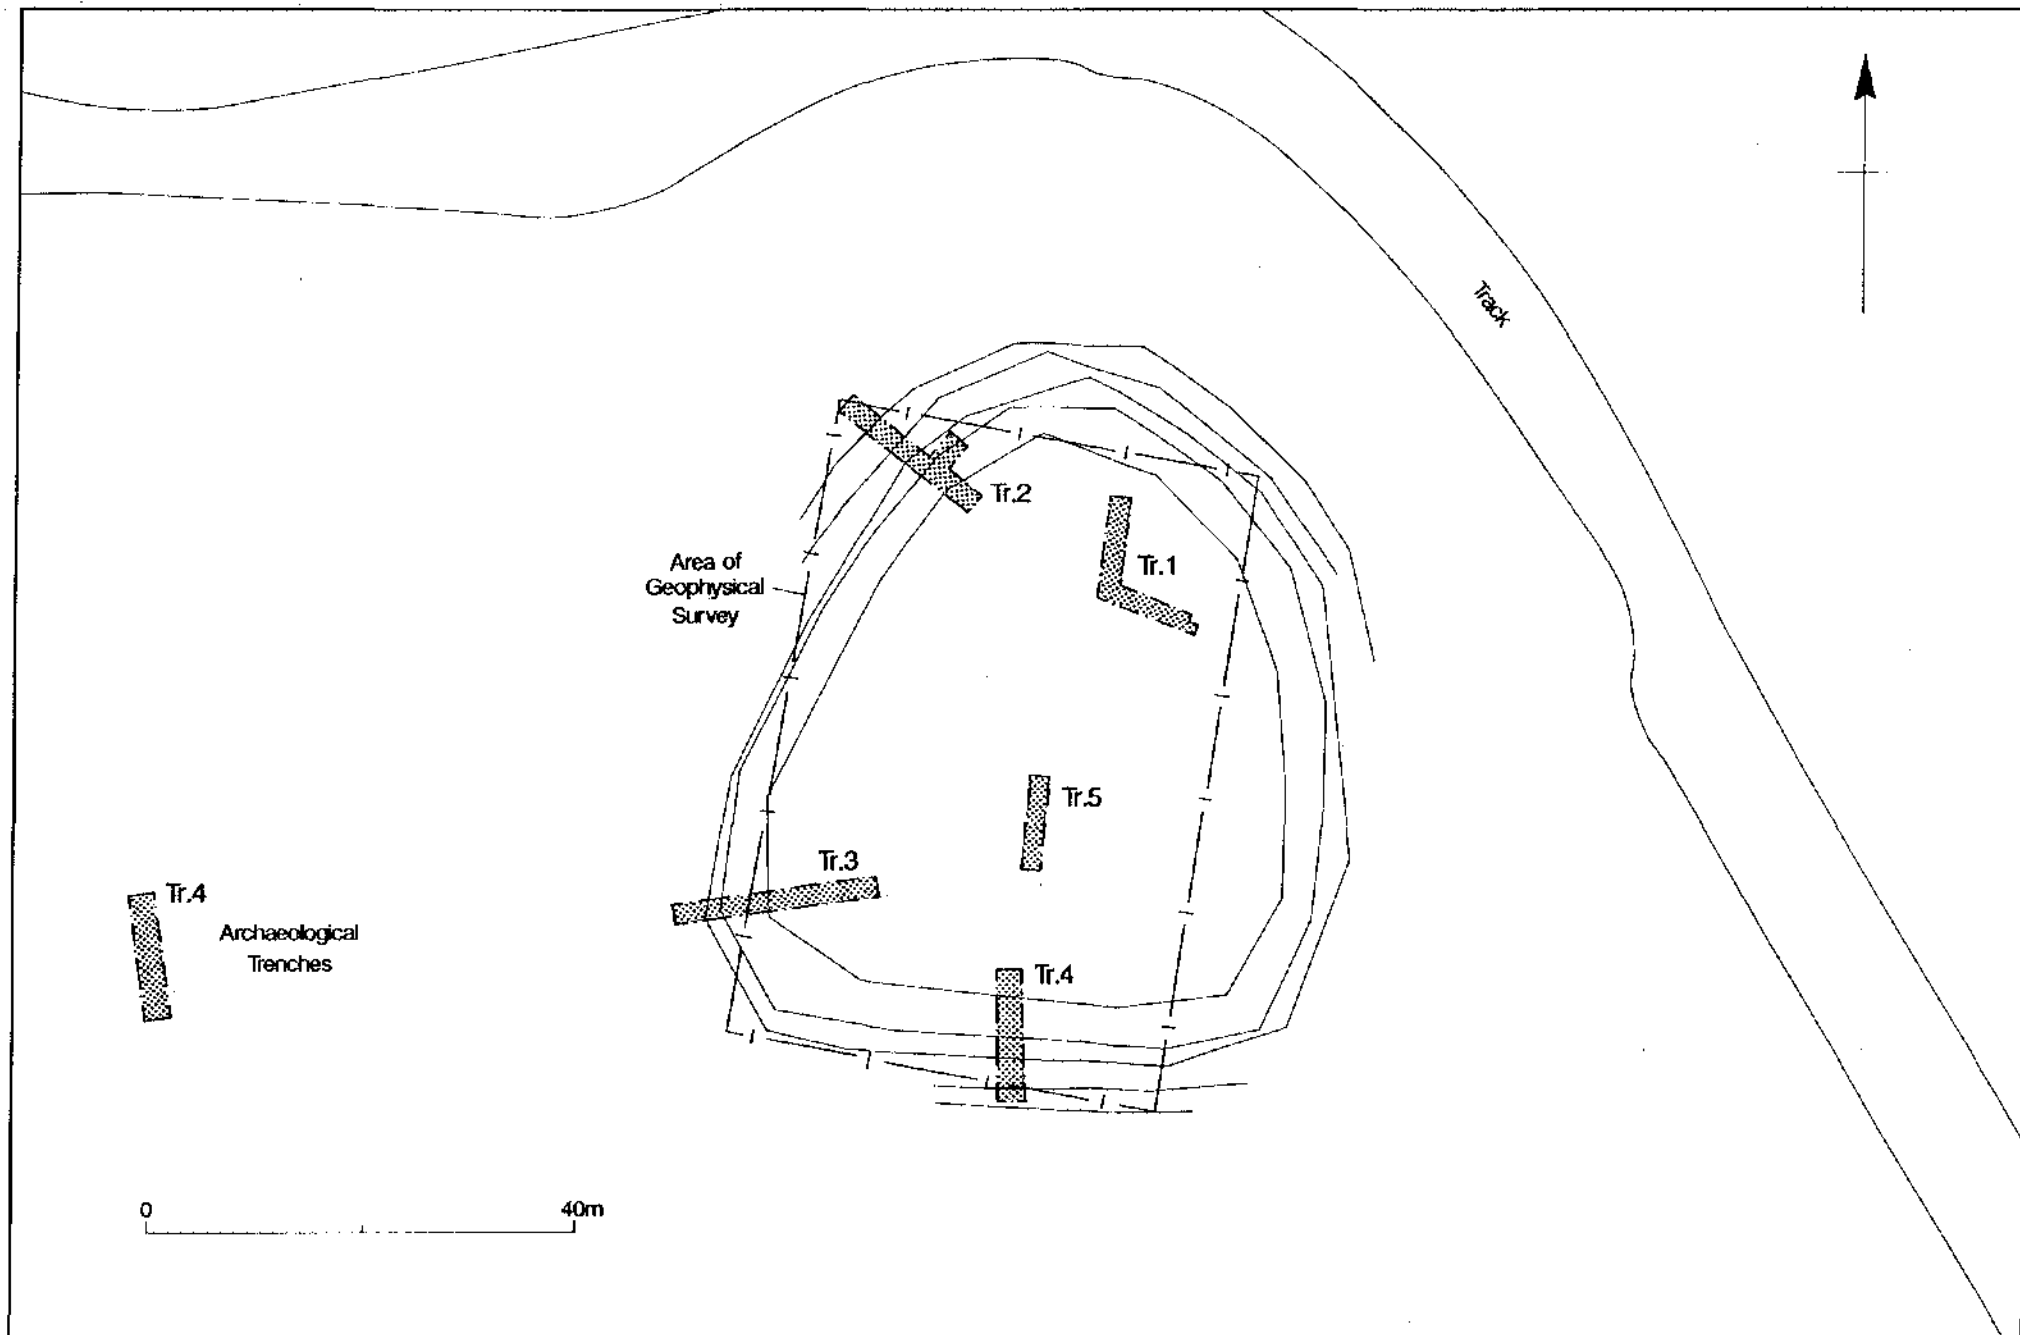 Track
Tr.2
Tr.1
Area of
Geophysical
Survey
Tr.5
Tr.3
Tr.4
Tr.4
Archaeological
Trenches
0
40m